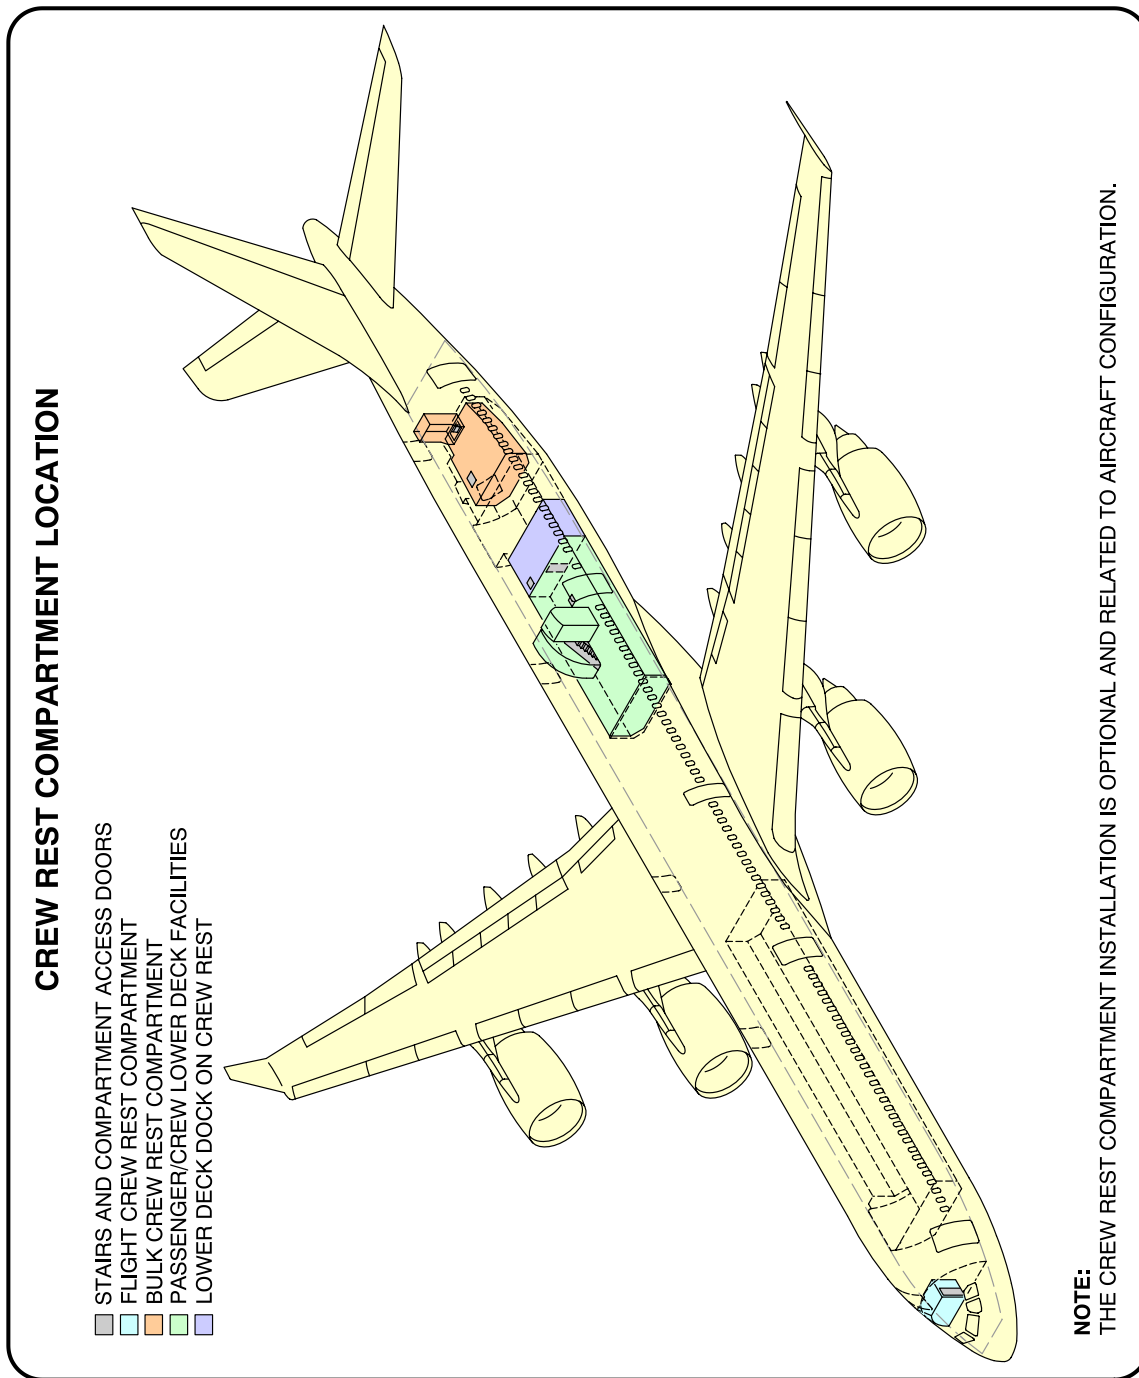 CREW REST COMPARTMENT LOCATION
STAIRS AND COMPARTMENT ACCESS DOORS
FLIGHT CREW REST COMPARTMENT
BULK CREW REST COMPARTMENT
PASSENGER/CREW LOWER DECK FACILITIES
LOWER DECK DOCK ON CREW REST
NOTE:
THE CREW REST COMPARTMENT INSTALLATION IS OPTIONAL AND RELATED TO AIRCRAFT CONFIGURATION.